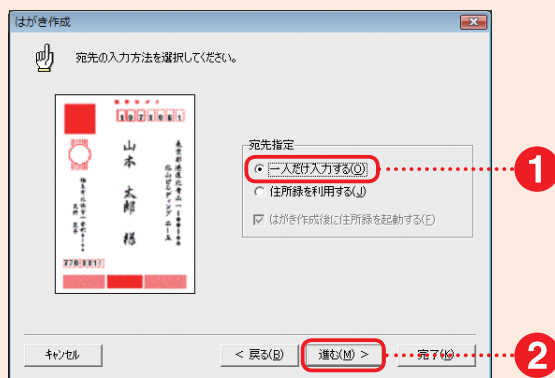 はがき作成
宛先の入力方法を選択してください。
山本 太郎 様
宛先指定
一人だけ入力する(O)
1
住所録を利用する(J)
はがき作成後に住所録を起動する(F)
キャンセル
< 戻る(B)
進む(M) >
完了(K)
2